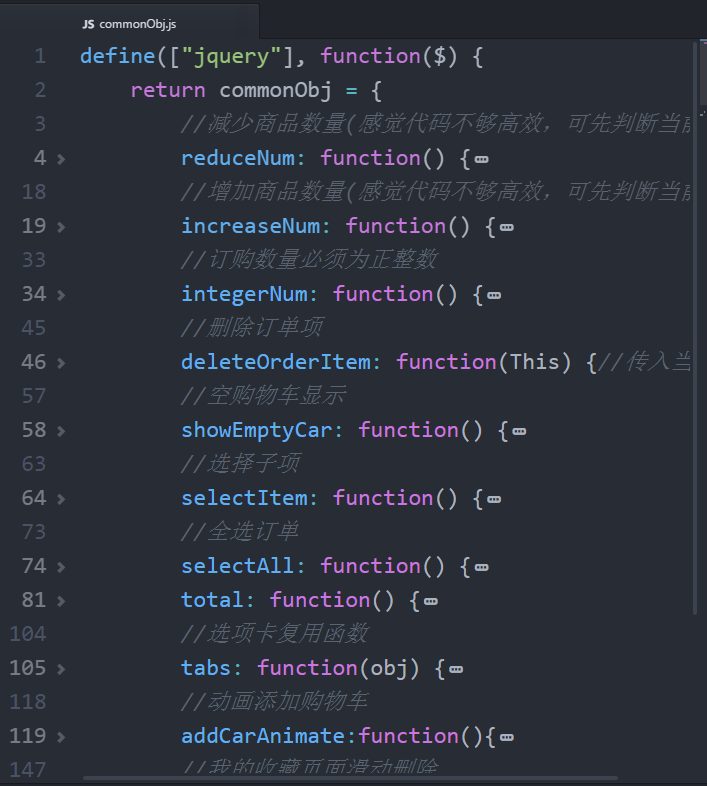 JS commonObj.js
1 define(["jquery"], function($) {
2 return commonObj = {
3 //减少商品数量(感觉代码不够高效，可先判断当前
4 reduceNum: function() {
18 //增加商品数量(感觉代码不够高效，可先判断当前
19 increaseNum: function() {
33 //订购数量必须为正整数
34 integerNum: function() {
45 //删除订单项
46 deleteOrderItem: function(This) {//传入当
57 //空购物车显示
58 showEmptyCar: function() {
63 //选择子项
64 selectItem: function() {
73 //全选订单
74 selectAll: function() {
81 total: function() {
104 //选项卡复用函数
105 tabs: function(obj) {
118 //动画添加购物车
119 addCarAnimate:function(){
147 //我的收藏页面滑动删除